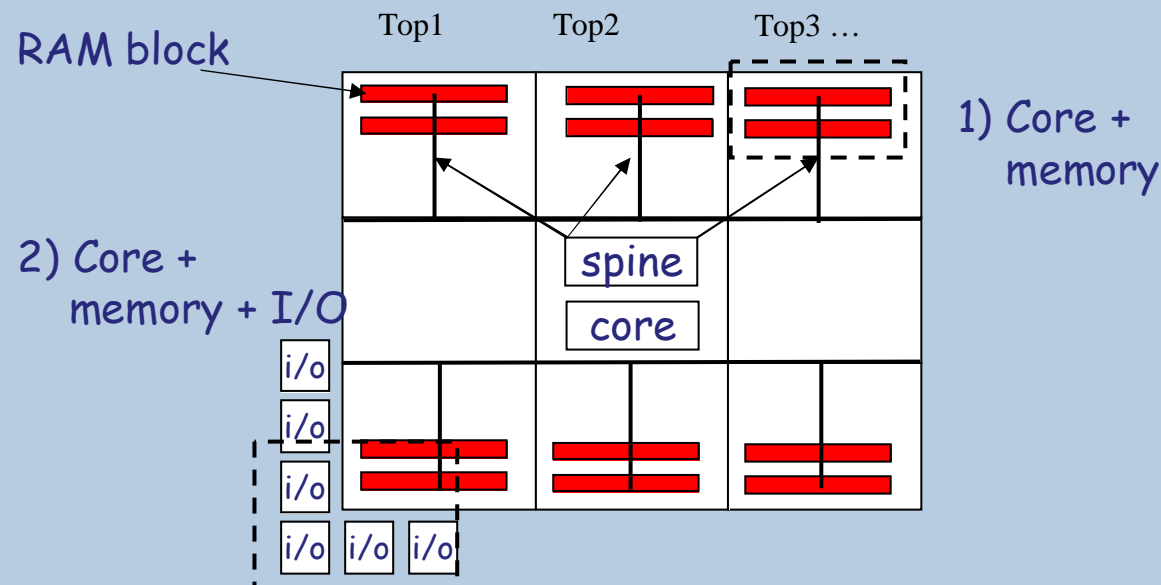 Top1
Top2
Top3 …
RAM block
1) Core +
memory
2) Core +
memory + I/O
spine
core
i/o
i/o
i/o
i/o
i/o
i/o